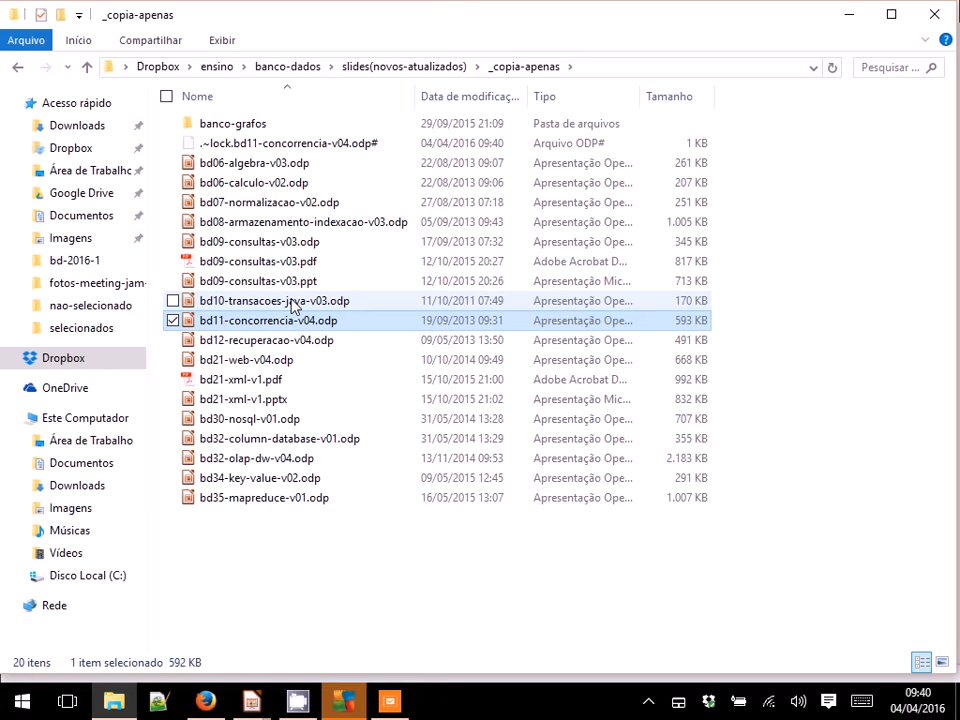 _copia-apenas
Arquivo Início Compartilhar Exibir
Dropbox › ensino › banco-dados › slides(novos-atualizados) › _copia-apenas ›
Pesquisar ...
Acesso rápido
Downloads
Dropbox
Área de Trabalho
Google Drive
Documentos
Imagens
bd-2016-1
fotos-meeting-jam-
nao-selecionado
selecionados
Dropbox
OneDrive
Este Computador
Área de Trabalho
Documentos
Downloads
Imagens
Músicas
Vídeos
Disco Local (C:)
Rede
Nome Data de modificaç... Tipo Tamanho
banco-grafos 29/09/2015 21:09 Pasta de arquivos
.~lock.bd11-concorrencia-v04.odp# 04/04/2016 09:40 Arquivo ODP# 1 KB
bd06-algebra-v03.odp 22/08/2013 09:07 Apresentação Ope... 261 KB
bd06-calculo-v02.odp 22/08/2013 09:06 Apresentação Ope... 207 KB
bd07-normalizacao-v02.odp 27/08/2013 07:18 Apresentação Ope... 251 KB
bd08-armazenamento-indexacao-v03.odp 05/09/2013 09:43 Apresentação Ope... 1.005 KB
bd09-consultas-v03.odp 17/09/2013 07:32 Apresentação Ope... 345 KB
bd09-consultas-v03.pdf 12/10/2015 20:27 Adobe Acrobat D... 817 KB
bd09-consultas-v03.ppt 12/10/2015 20:26 Apresentação Mic... 713 KB
bd10-transacoes-java-v03.odp 11/10/2011 07:49 Apresentação Ope... 170 KB
bd11-concorrencia-v04.odp 19/09/2013 09:31 Apresentação Ope... 593 KB
bd12-recuperacao-v04.odp 09/05/2013 13:50 Apresentação Ope... 491 KB
bd21-web-v04.odp 10/10/2014 09:49 Apresentação Ope... 668 KB
bd21-xml-v1.pdf 15/10/2015 21:00 Adobe Acrobat D... 992 KB
bd21-xml-v1.pptx 15/10/2015 21:02 Apresentação Mic... 832 KB
bd30-nosql-v01.odp 31/05/2014 13:28 Apresentação Ope... 707 KB
bd32-column-database-v01.odp 31/05/2014 13:29 Apresentação Ope... 355 KB
bd32-olap-dw-v04.odp 13/11/2014 09:53 Apresentação Ope... 2.183 KB
bd34-key-value-v02.odp 09/05/2015 12:45 Apresentação Ope... 291 KB
bd35-mapreduce-v01.odp 16/05/2015 13:07 Apresentação Ope... 1.007 KB
20 itens 1 item selecionado 592 KB
09:40
04/04/2016